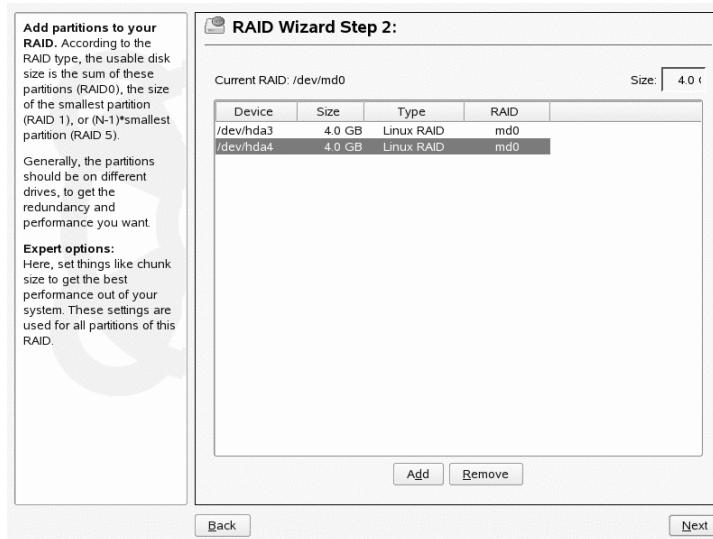 Add partitions to your
RAID. According to the
RAID type, the usable disk
size is the sum of these
partitions (RAID0), the size
of the smallest partition
(RAID 1), or (N-1)*smallest
partition (RAID 5).
Generally, the partitions
should be on different
drives, to get the
redundancy and
performance you want.
Expert options:
Here, set things like chunk
size to get the best
performance out of your
system. These settings are
used for all partitions of this
RAID.
RAID Wizard Step 2:
Current RAID: /dev/md0 Size: 4.0
Device Size Type RAID
/dev/hda3 4.0 GB Linux RAID md0
/dev/hda4 4.0 GB Linux RAID md0
Add Remove
Back Next